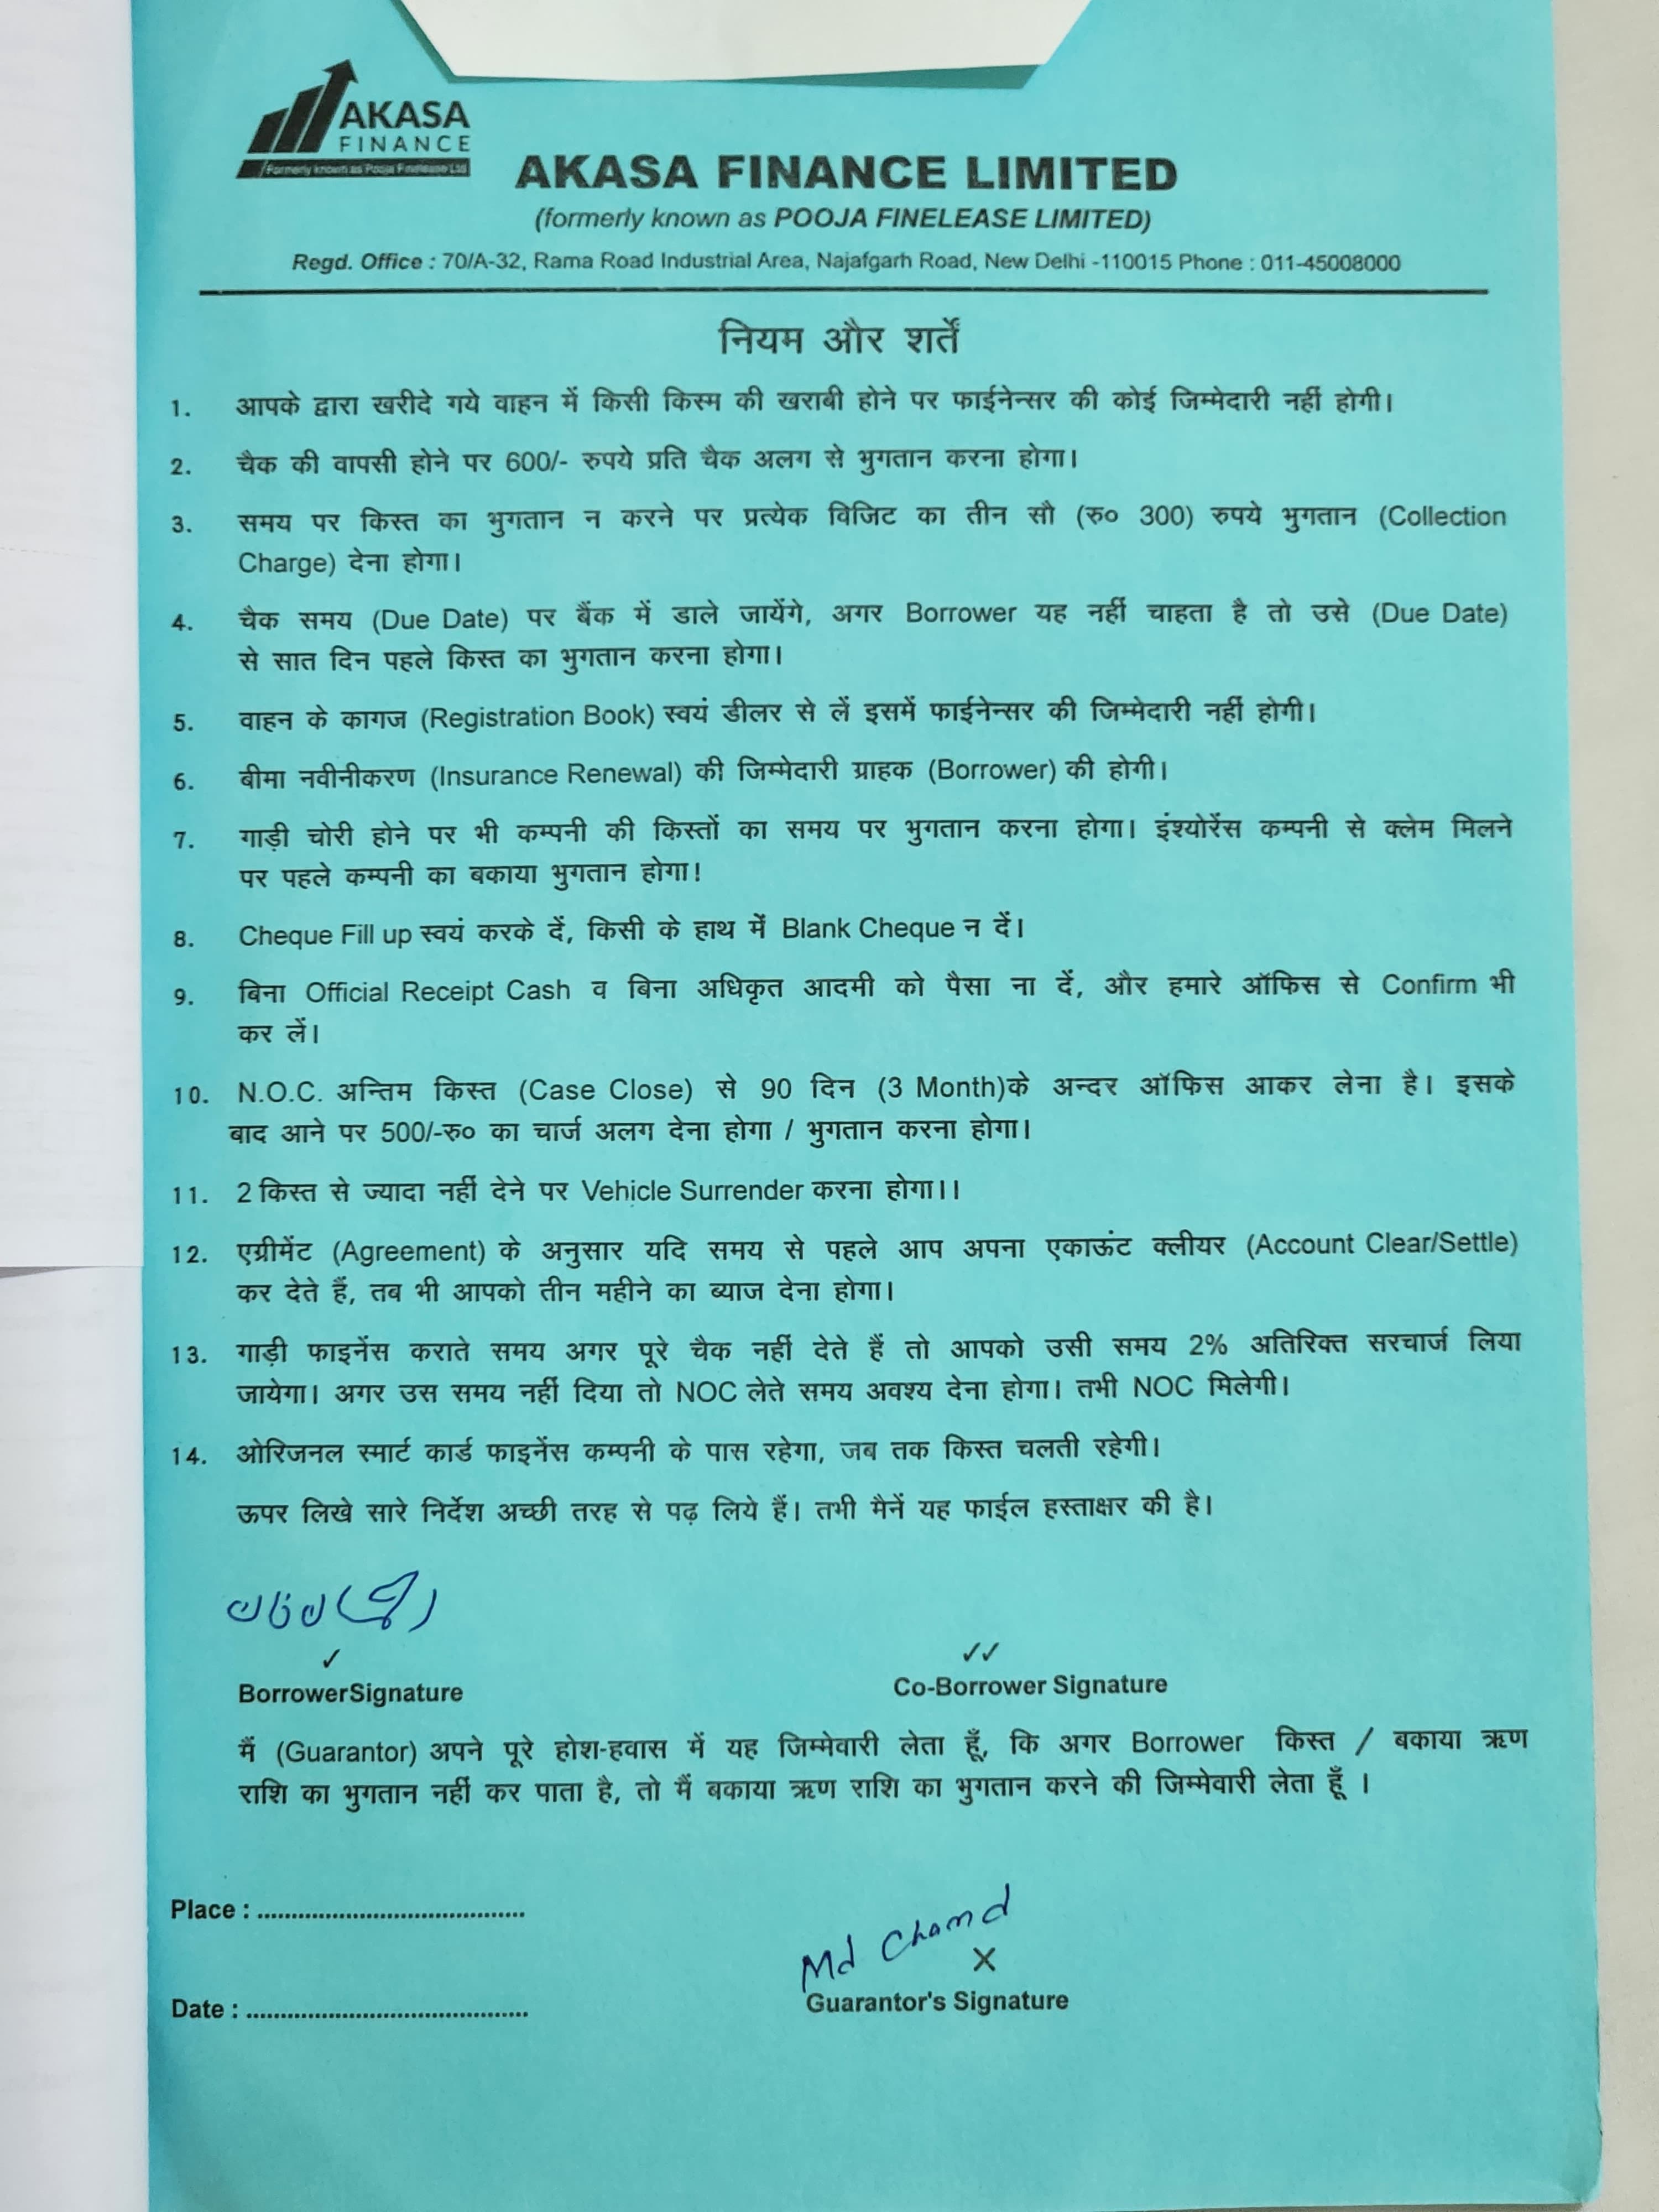 AKASA
FINANCE
Formerly known as Pooja Finelease Ltd
AKASA FINANCE LIMITED
(formerly known as POOJA FINELEASE LIMITED)
Regd. Office : 70/A-32, Rama Road Industrial Area, Najafgarh Road, New Delhi -110015 Phone : 011-45008000
नियम और शर्तें
1. आपके द्वारा खरीदे गये वाहन में किसी किस्म की खराबी होने पर फाईनेन्सर की कोई जिम्मेदारी नहीं होगी।
2. चैक की वापसी होने पर 600/- रुपये प्रति चैक अलग से भुगतान करना होगा।
3. समय पर किस्त का भुगतान न करने पर प्रत्येक विजिट का तीन सौ (रु० 300) रुपये भुगतान (Collection
Charge) देना होगा।
4. चैक समय (Due Date) पर बैंक में डाले जायेंगे, अगर Borrower यह नहीं चाहता है तो उसे (Due Date)
से सात दिन पहले किस्त का भुगतान करना होगा।
5. वाहन के कागज (Registration Book) स्वयं डीलर से लें इसमें फाईनेन्सर की जिम्मेदारी नहीं होगी।
6. बीमा नवीनीकरण (Insurance Renewal) की जिम्मेदारी ग्राहक (Borrower) की होगी।
7. गाड़ी चोरी होने पर भी कम्पनी की किस्तों का समय पर भुगतान करना होगा। इंश्योरेंस कम्पनी से क्लेम मिलने
पर पहले कम्पनी का बकाया भुगतान होगा!
8. Cheque Fill up स्वयं करके दें, किसी के हाथ में Blank Cheque न दें।
9. बिना Official Receipt Cash व बिना अधिकृत आदमी को पैसा ना दें, और हमारे ऑफिस से Confirm भी
कर लें।
10. N.O.C. अन्तिम किस्त (Case Close) से 90 दिन (3 Month)के अन्दर ऑफिस आकर लेना है। इसके
बाद आने पर 500/-रु० का चार्ज अलग देना होगा / भुगतान करना होगा।
11. 2 किस्त से ज्यादा नहीं देने पर Vehicle Surrender करना होगा।।
12. एग्रीमेंट (Agreement) के अनुसार यदि समय से पहले आप अपना एकाऊंट क्लीयर (Account Clear/Settle)
कर देते हैं, तब भी आपको तीन महीने का ब्याज देना होगा।
13. गाड़ी फाइनेंस कराते समय अगर पूरे चैक नहीं देते हैं तो आपको उसी समय 2% अतिरिक्त सरचार्ज लिया
जायेगा। अगर उस समय नहीं दिया तो NOC लेते समय अवश्य देना होगा। तभी NOC मिलेगी।
14. ओरिजनल स्मार्ट कार्ड फाइनेंस कम्पनी के पास रहेगा, जब तक किस्त चलती रहेगी।
ऊपर लिखे सारे निर्देश अच्छी तरह से पढ़ लिये हैं। तभी मैनें यह फाईल हस्ताक्षर की है।
✓ ✓✓
BorrowerSignature Co-Borrower Signature
मैं (Guarantor) अपने पूरे होश-हवास में यह जिम्मेवारी लेता हूँ, कि अगर Borrower किस्त / बकाया ऋण
राशि का भुगतान नहीं कर पाता है, तो मैं बकाया ऋण राशि का भुगतान करने की जिम्मेवारी लेता हूँ ।
Place : ........................................
Md Chamd
X
Date : .......................................... Guarantor's Signature